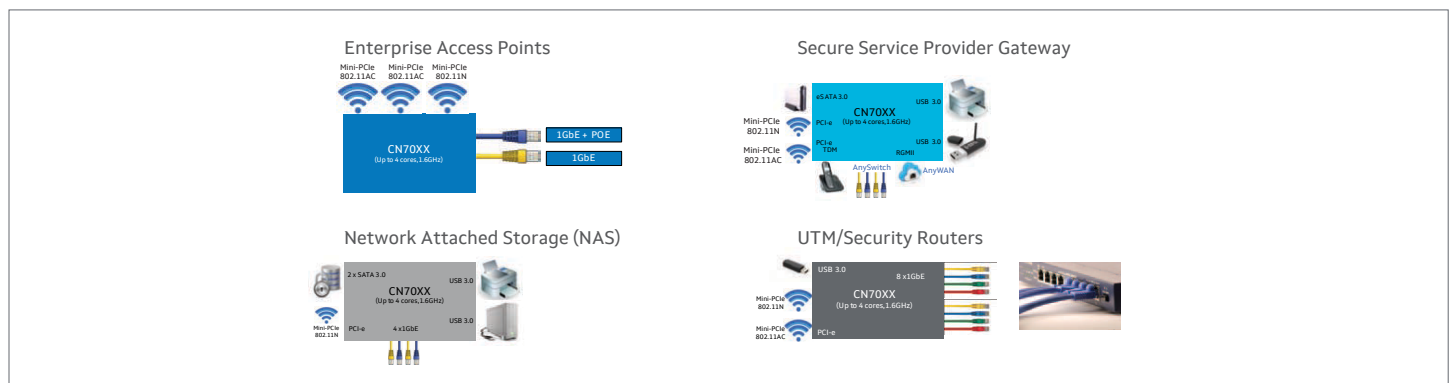 Enterprise Access Points
Mini-PCIe Mini-PCIe Mini-PCIe
802.11AC 802.11AC 802.11N
CN70XX
(Up to 4 cores,1.6GHz)
1GbE + POE
1GbE
Secure Service Provider Gateway
eSATA3.0
USB 3.0
CN70XX
(Up to 4 cores,1.6GHz)
Mini-PCIe
802.11N
PCI-e
Mini-PCIe
802.11AC
PCI-e
TDM
USB 3.0
RGMII
AnySwitch
AnyWAN
Network Attached Storage (NAS)
2 x SATA 3.0
USB 3.0
CN70XX
(Up to 4 cores,1.6GHz)
USB 3.0
Mini-PCIe
802.11N
PCI-e
4 x1GbE
UTM/Security Routers
USB 3.0
8 x1GbE
CN70XX
(Up to 4 cores,1.6GHz)
Mini-PCIe
802.11N
Mini-PCIe
802.11AC
PCI-e